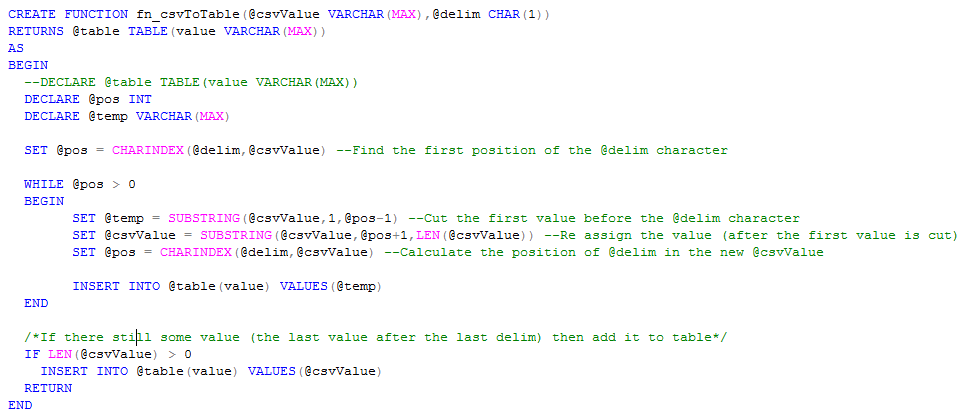 CREATE FUNCTION fn_csvToTable(@csvValue VARCHAR(MAX),@delim CHAR(1))
RETURNS @table TABLE(value VARCHAR(MAX))
AS
BEGIN
  --DECLARE @table TABLE(value VARCHAR(MAX))
  DECLARE @pos INT
  DECLARE @temp VARCHAR(MAX)

  SET @pos = CHARINDEX(@delim,@csvValue) --Find the first position of the @delim character

  WHILE @pos > 0
  BEGIN
        SET @temp = SUBSTRING(@csvValue,1,@pos-1) --Cut the first value before the @delim character
        SET @csvValue = SUBSTRING(@csvValue,@pos+1,LEN(@csvValue)) --Re assign the value (after the first value is cut)
        SET @pos = CHARINDEX(@delim,@csvValue) --Calculate the position of @delim in the new @csvValue

        INSERT INTO @table(value) VALUES(@temp)
  END

  /*If there still some value (the last value after the last delim) then add it to table*/
  IF LEN(@csvValue) > 0
    INSERT INTO @table(value) VALUES(@csvValue)
  RETURN
END